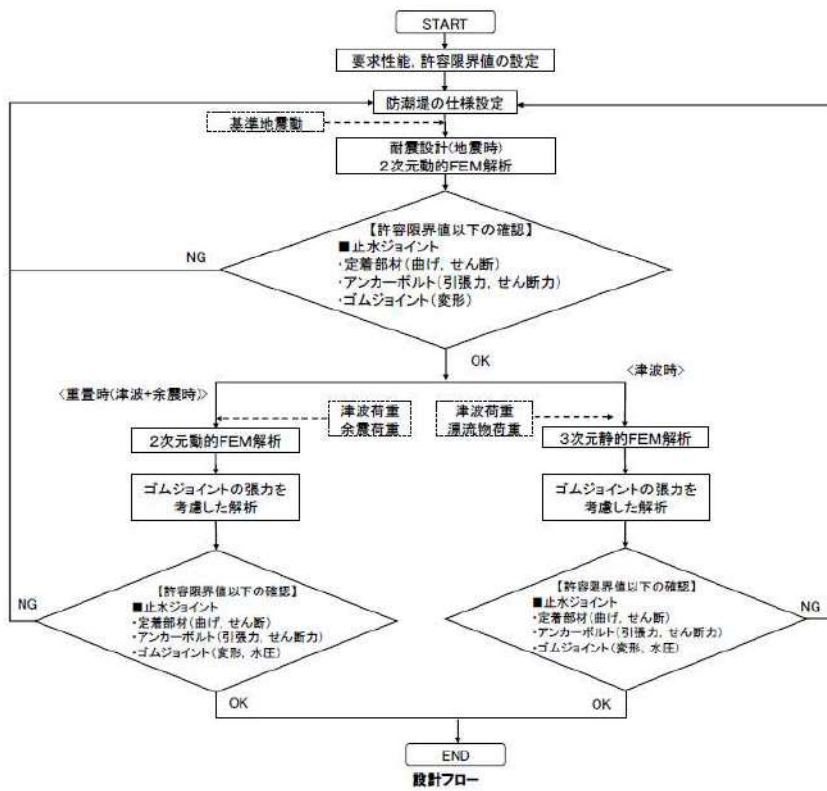 START
要求性能，許容限界値の設定
防潮堤の仕様設定
基準地震動
耐震設計(地震時)
2次元動的FEM解析
【許容限界値以下の確認】
■止水ジョイント
・定着部材(曲げ，せん断)
・アンカーボルト(引張力，せん断力)
・ゴムジョイント(変形)
NG
OK
<重畳時(津波+余震時)>
<津波時>
津波荷重
余震荷重
津波荷重
漂流物荷重
2次元動的FEM解析
3次元静的FEM解析
ゴムジョイントの張力を
考慮した解析
ゴムジョイントの張力を
考慮した解析
【許容限界値以下の確認】
■止水ジョイント
・定着部材(曲げ，せん断)
・アンカーボルト(引張力，せん断力)
・ゴムジョイント(変形，水圧)
NG
OK
【許容限界値以下の確認】
■止水ジョイント
・定着部材(曲げ，せん断)
・アンカーボルト(引張力，せん断力)
・ゴムジョイント(変形，水圧)
NG
OK
END
設計フロー